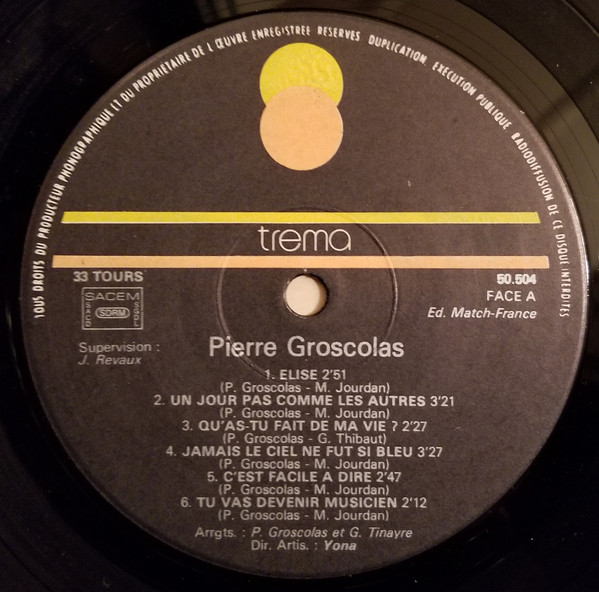 TOUS DROITS DU PRODUCTEUR PHONOGRAPHIQUE ET DU PROPRIÉTAIRE DE L'ŒUVRE ENREGISTRÉE RESERVES DUPLICATION, EXECUTION PUBLIQUE RADIODIFFUSION DE CE DISQUE INTERDITES
trema
33 TOURS
50.504
SACEM
SACD
SDRM
SGDL
FACE A
Ed. Match-France
Supervision :
J. Revaux
Pierre Groscolas
1. ELISE 2'51
(P. Groscolas - M. Jourdan)
2. UN JOUR PAS COMME LES AUTRES 3'21
(P. Groscolas - M. Jourdan)
3. QU'AS-TU FAIT DE MA VIE ? 2'27
(P. Groscolas - G. Thibaut)
4. JAMAIS LE CIEL NE FUT SI BLEU 3'27
(P. Groscolas - M. Jourdan)
5. C'EST FACILE A DIRE 2'47
(P. Groscolas - M. Jourdan)
6. TU VAS DEVENIR MUSICIEN 2'12
(P. Groscolas - M. Jourdan)
Arrgts. : P. Groscolas et G. Tinayre
Dir. Artis. : Yona